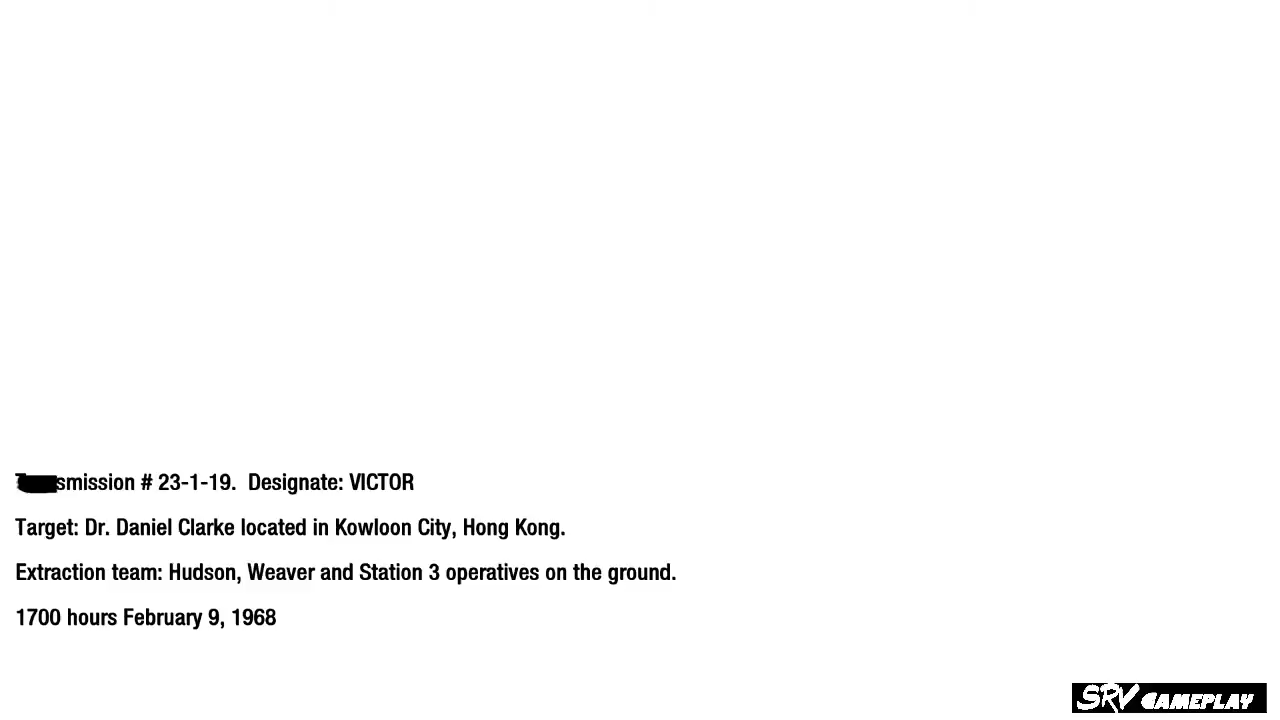 smission # 23-1-19. Designate: VICTOR
Target: Dr. Daniel Clarke located in Kowloon City, Hong Kong.
Extraction team: Hudson, Weaver and Station 3 operatives on the ground.
1700 hours February 9, 1968
SRV GAMEPLAY